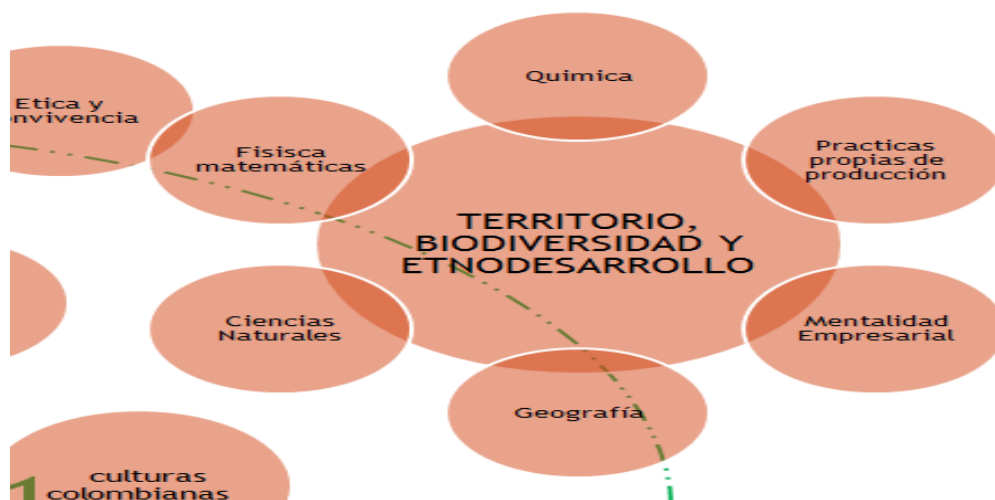 Quimica
Etica y
onvivencia
Fisisca
matemáticas
Practicas
propias de
producción
TERRITORIO,
BIODIVERSIDAD Y
ETNODESARROLLO
Ciencias
Naturales
Mentalidad
Empresarial
Geografía
culturas
colombianas